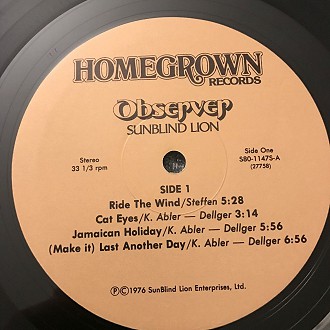 HOMEGROWN
RECORDS
Observer
SUNBLIND LION
Stereo
33 1/3 rpm
Side One
S80-11475-A
(27758)
SIDE 1
Ride The Wind/Steffen 5:28
Cat Eyes/K. Abler — Dellger 3:14
Jamaican Holiday/K. Abler — Dellger 5:56
(Make it) Last Another Day/K. Abler — Dellger 6:56
Ⓟ©1976 SunBlind Lion Enterprises, Ltd.